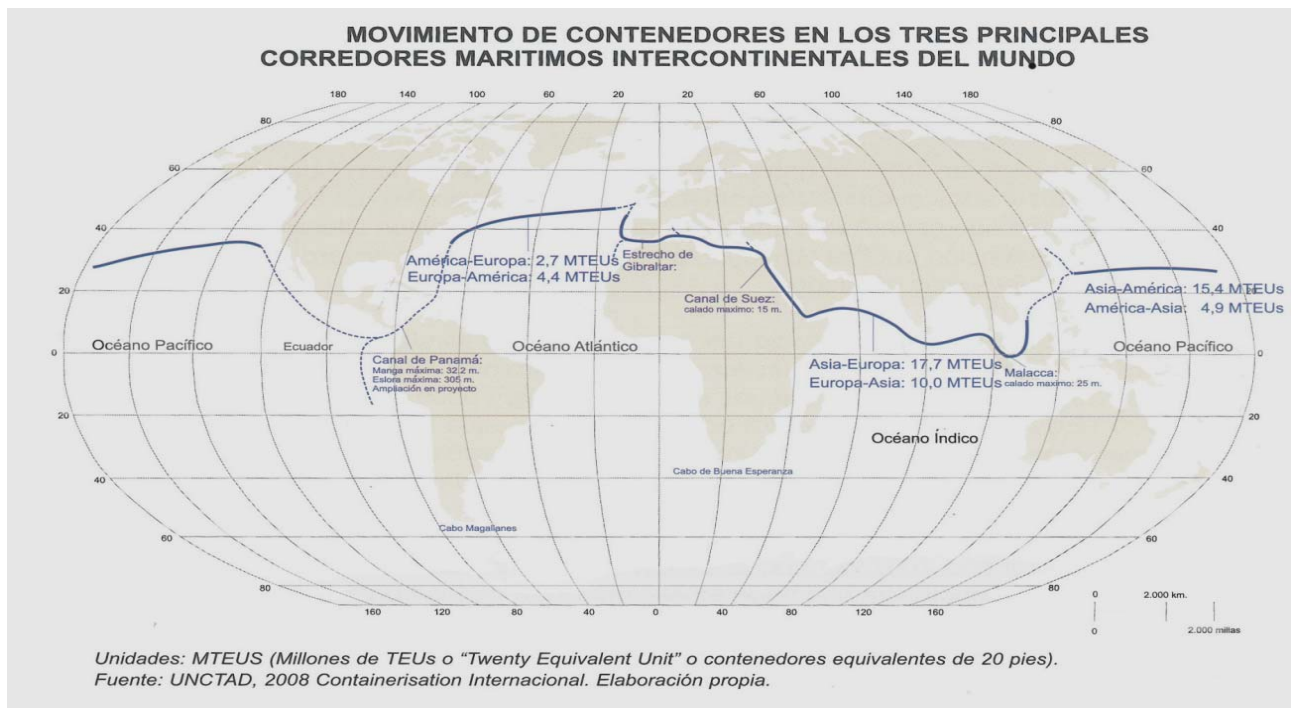 MOVIMIENTO DE CONTENEDORES EN LOS TRES PRINCIPALES
CORREDORES MARITIMOS INTERCONTINENTALES DEL MUNDO
180 140 100 60 20 20 60 100 140 180
80 80
60 60
40 40
América-Europa: 2,7 MTEUs
Europa-América: 4,4 MTEUs
Estrecho de
Gibraltar:
20 20
Canal de Suez:
calado maximo: 15 m.
Asia-América: 15,4 MTEUs
América-Asia: 4,9 MTEUs
Océano Pacífico
Ecuador
Océano Atlántico
Océano Pacífico
0 0
Canal de Panamá:
Manga máxima: 32.2 m.
Eslora máxima: 305 m.
Ampliación en proyecto
Asia-Europa: 17,7 MTEUs
Europa-Asia: 10,0 MTEUs
Malacca:
calado maximo: 25 m.
20 20
Océano Índico
Cabo de Buena Esperanza
40 40
Cabo Magallanes
60 60
80 80
160 120 80 40 0 40 80 120 160
0 2.000 km.
0 2.000 millas
Unidades: MTEUS (Millones de TEUs o “Twenty Equivalent Unit” o contenedores equivalentes de 20 pies).
Fuente: UNCTAD, 2008 Containerisation Internacional. Elaboración propia.